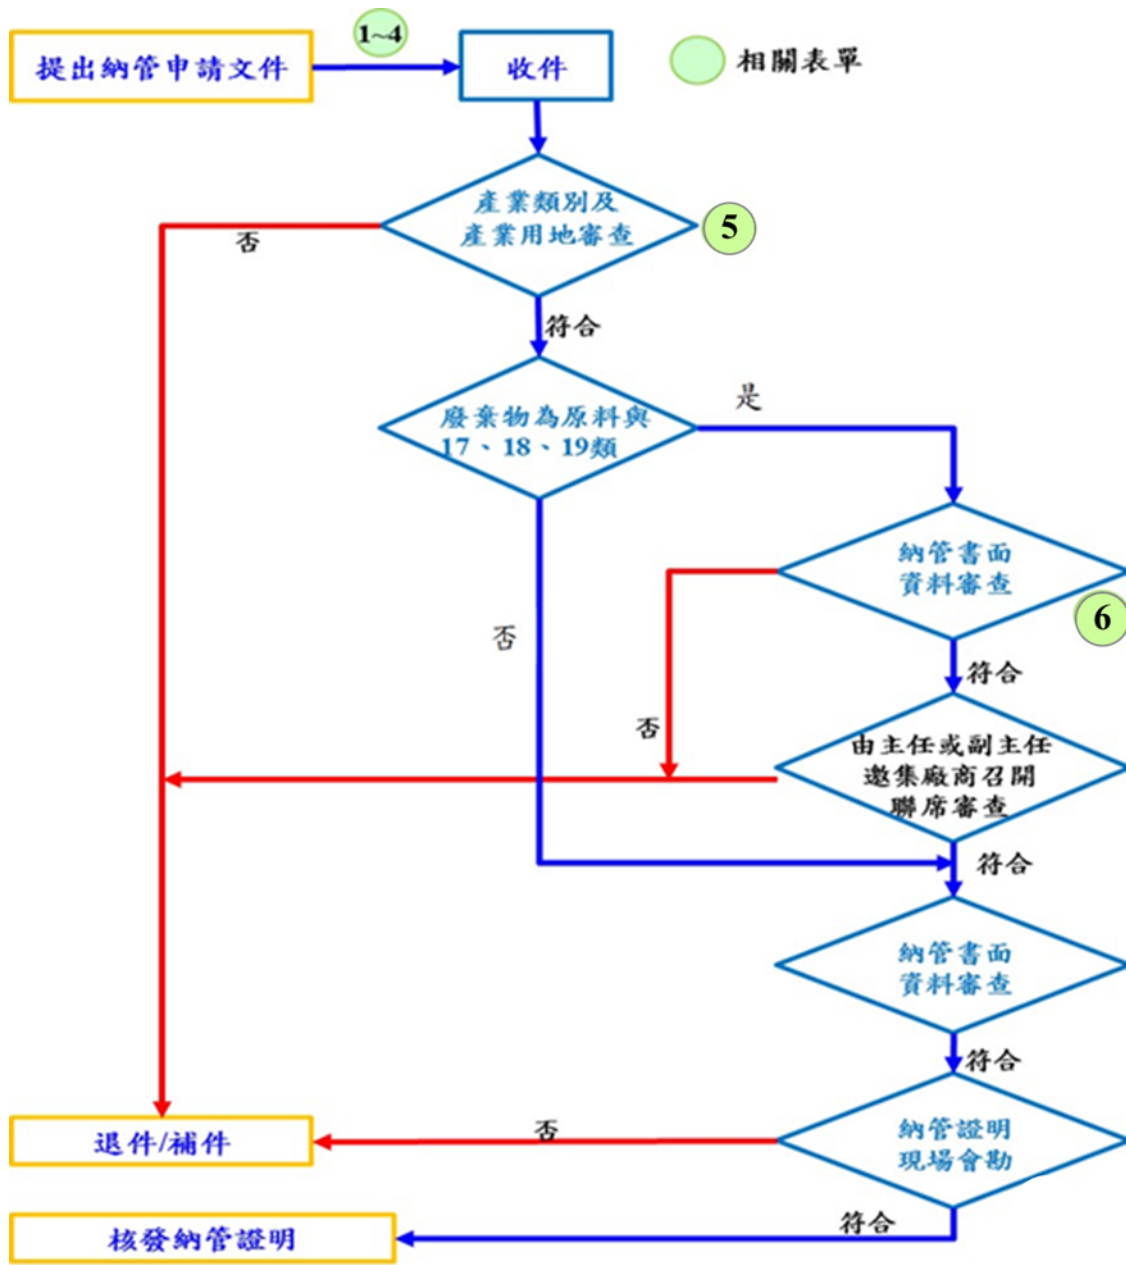 1~4
提出納管申請文件
收件
相關表單
產業類別及
產業用地審查
5
否
符合
廢棄物為原料與
17、18、19類
是
納管書面
資料審查
6
否
符合
否
由主任或副主任
邀集廠商召開
聯席審查
符合
納管書面
資料審查
符合
納管證明
現場會勘
否
退件/補件
符合
核發納管證明